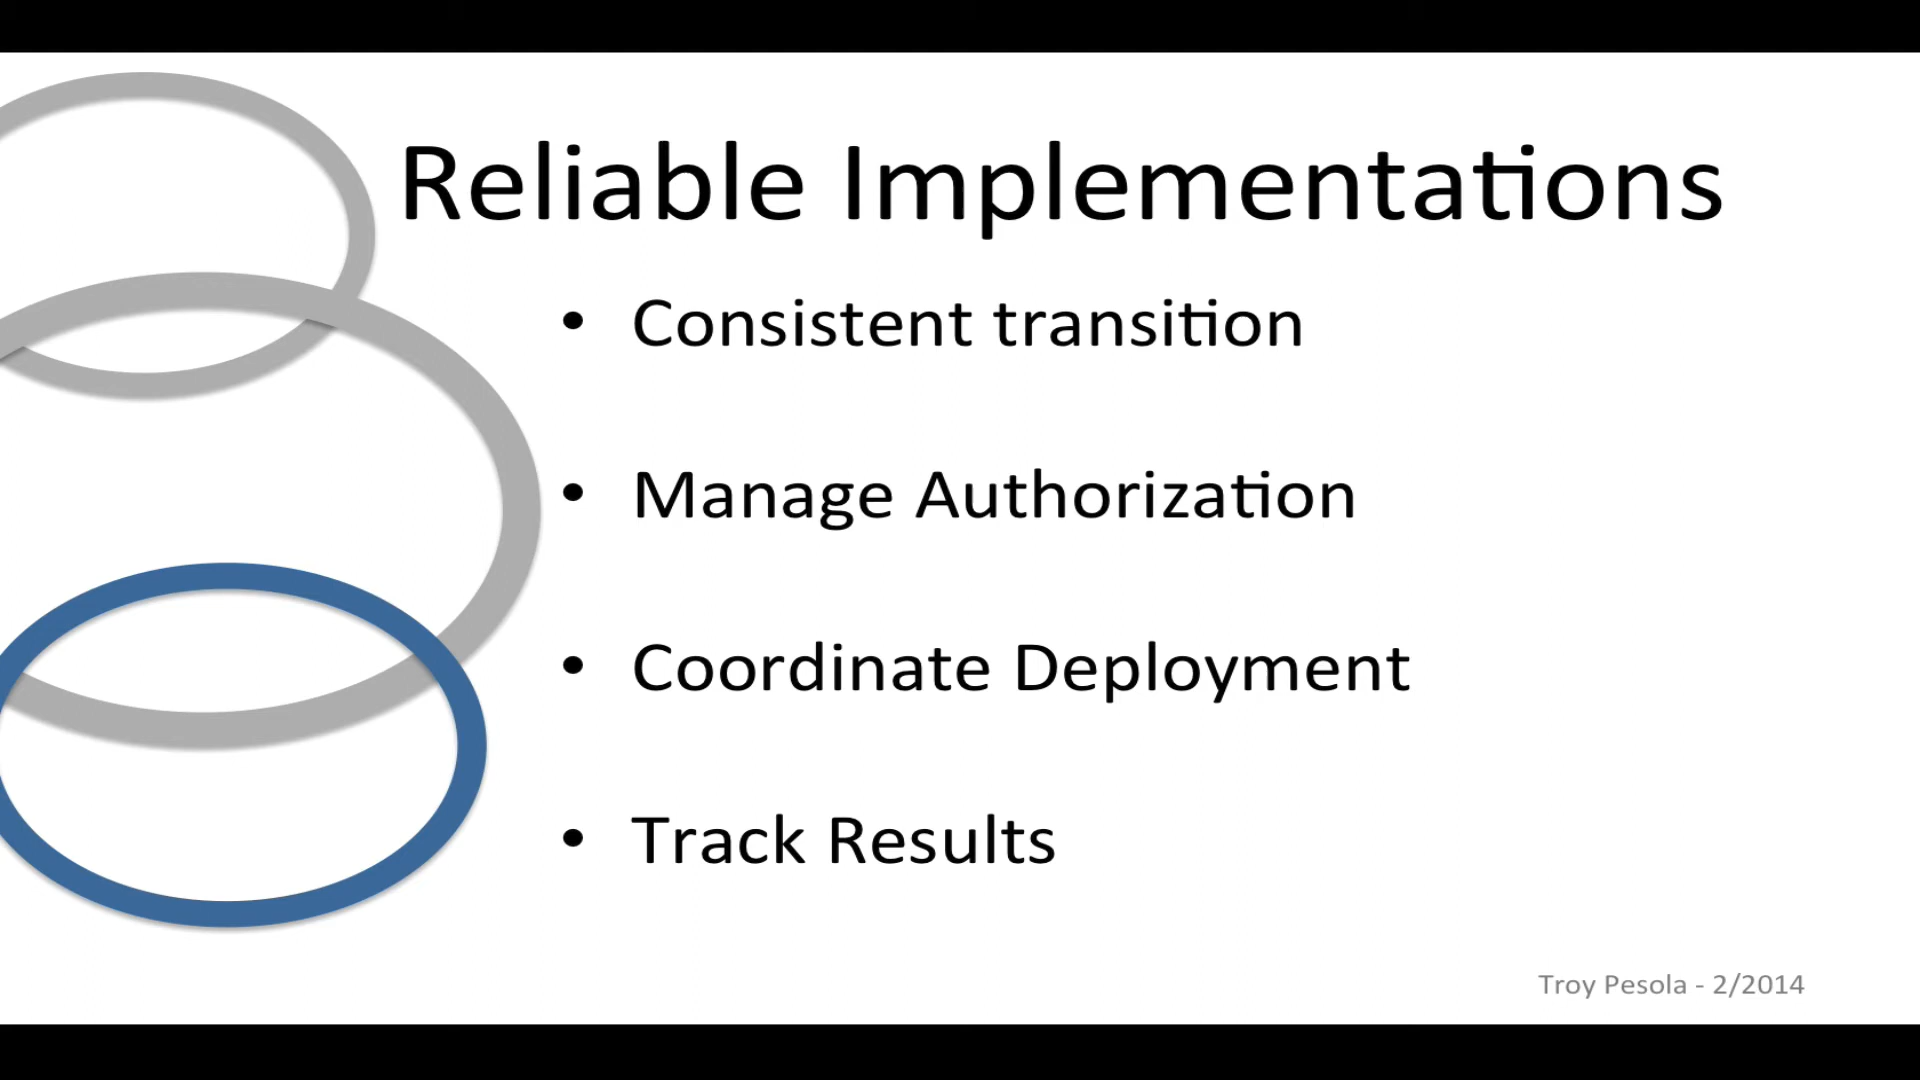 Reliable Implementations
• Consistent transition
• Manage Authorization
• Coordinate Deployment
• Track Results
Troy Pesola - 2/2014